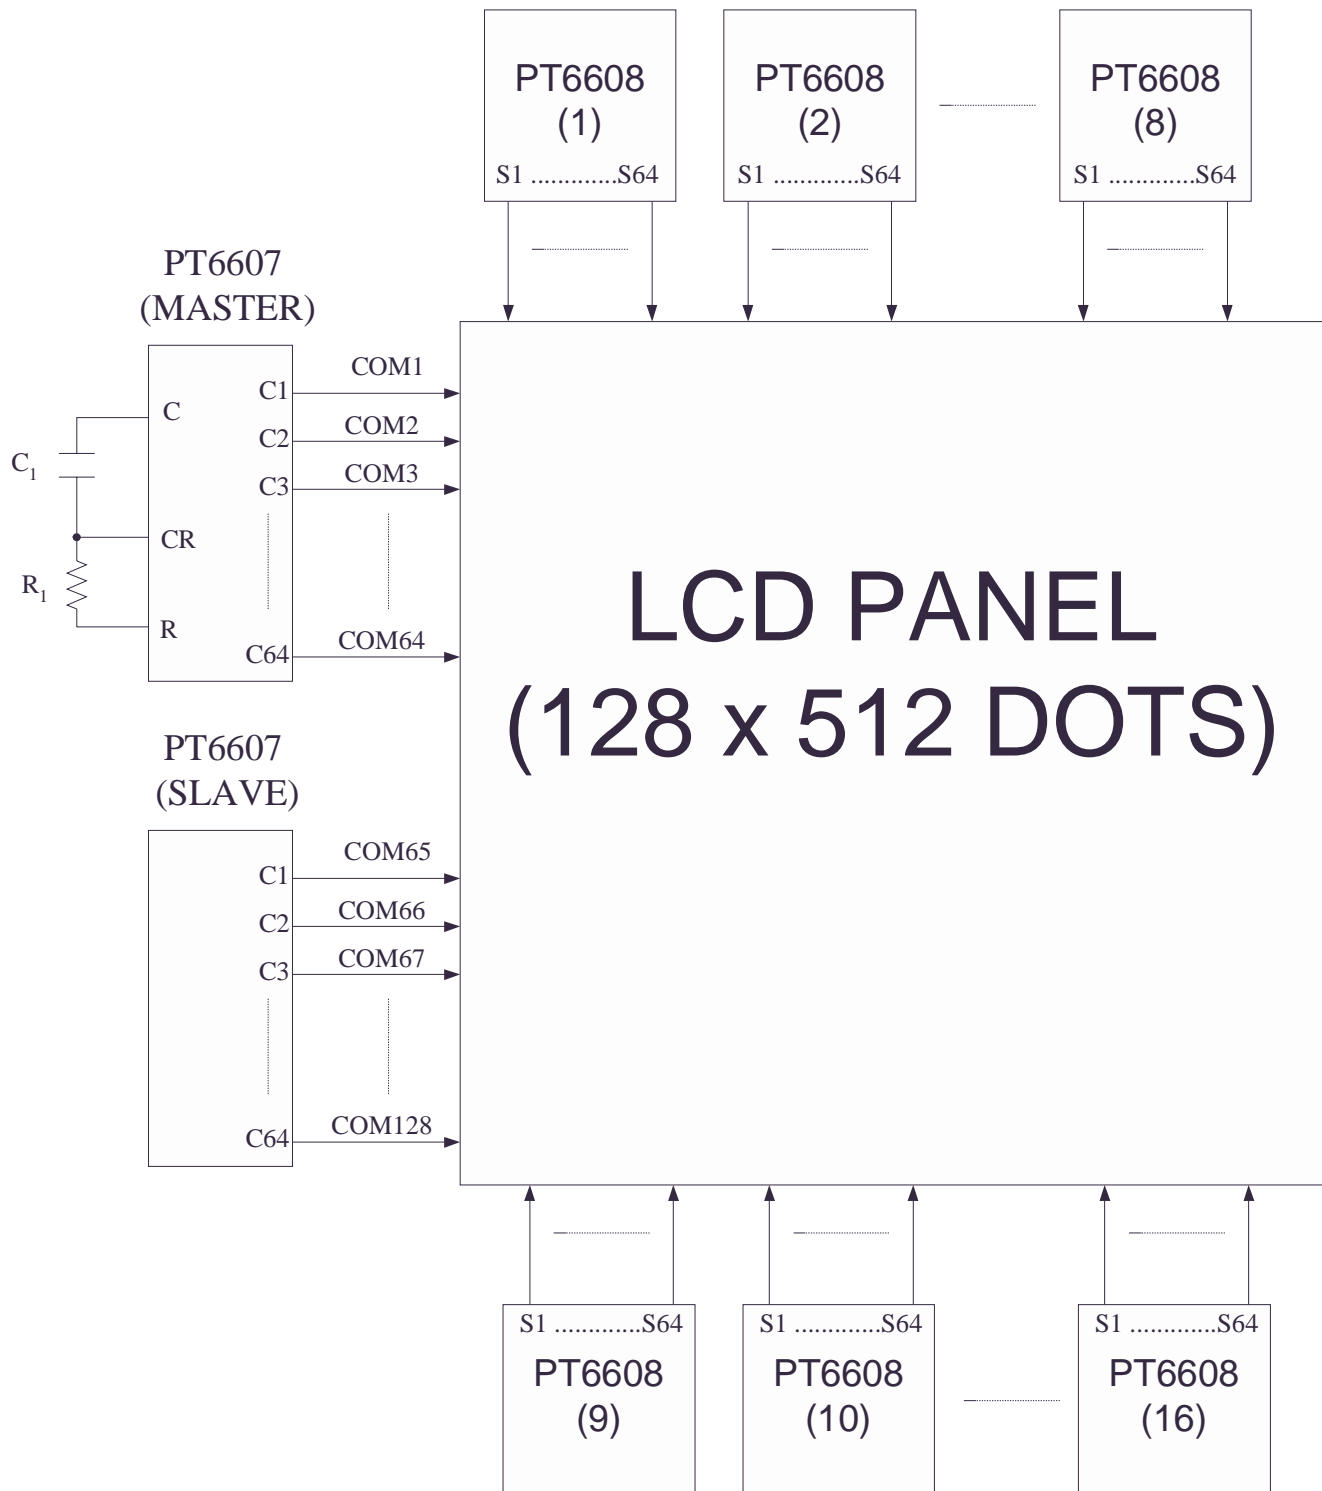 PT6608
(1)
S1 .............S64
PT6608
(2)
S1 .............S64
PT6608
(8)
S1 .............S64
PT6607
(MASTER)
C
CR
R
C1
R1
C1
C2
C3
C64
COM1
COM2
COM3
COM64
LCD PANEL
(128 x 512 DOTS)
PT6607
(SLAVE)
C1
C2
C3
C64
COM65
COM66
COM67
COM128
S1 .............S64
PT6608
(9)
S1 .............S64
PT6608
(10)
S1 .............S64
PT6608
(16)